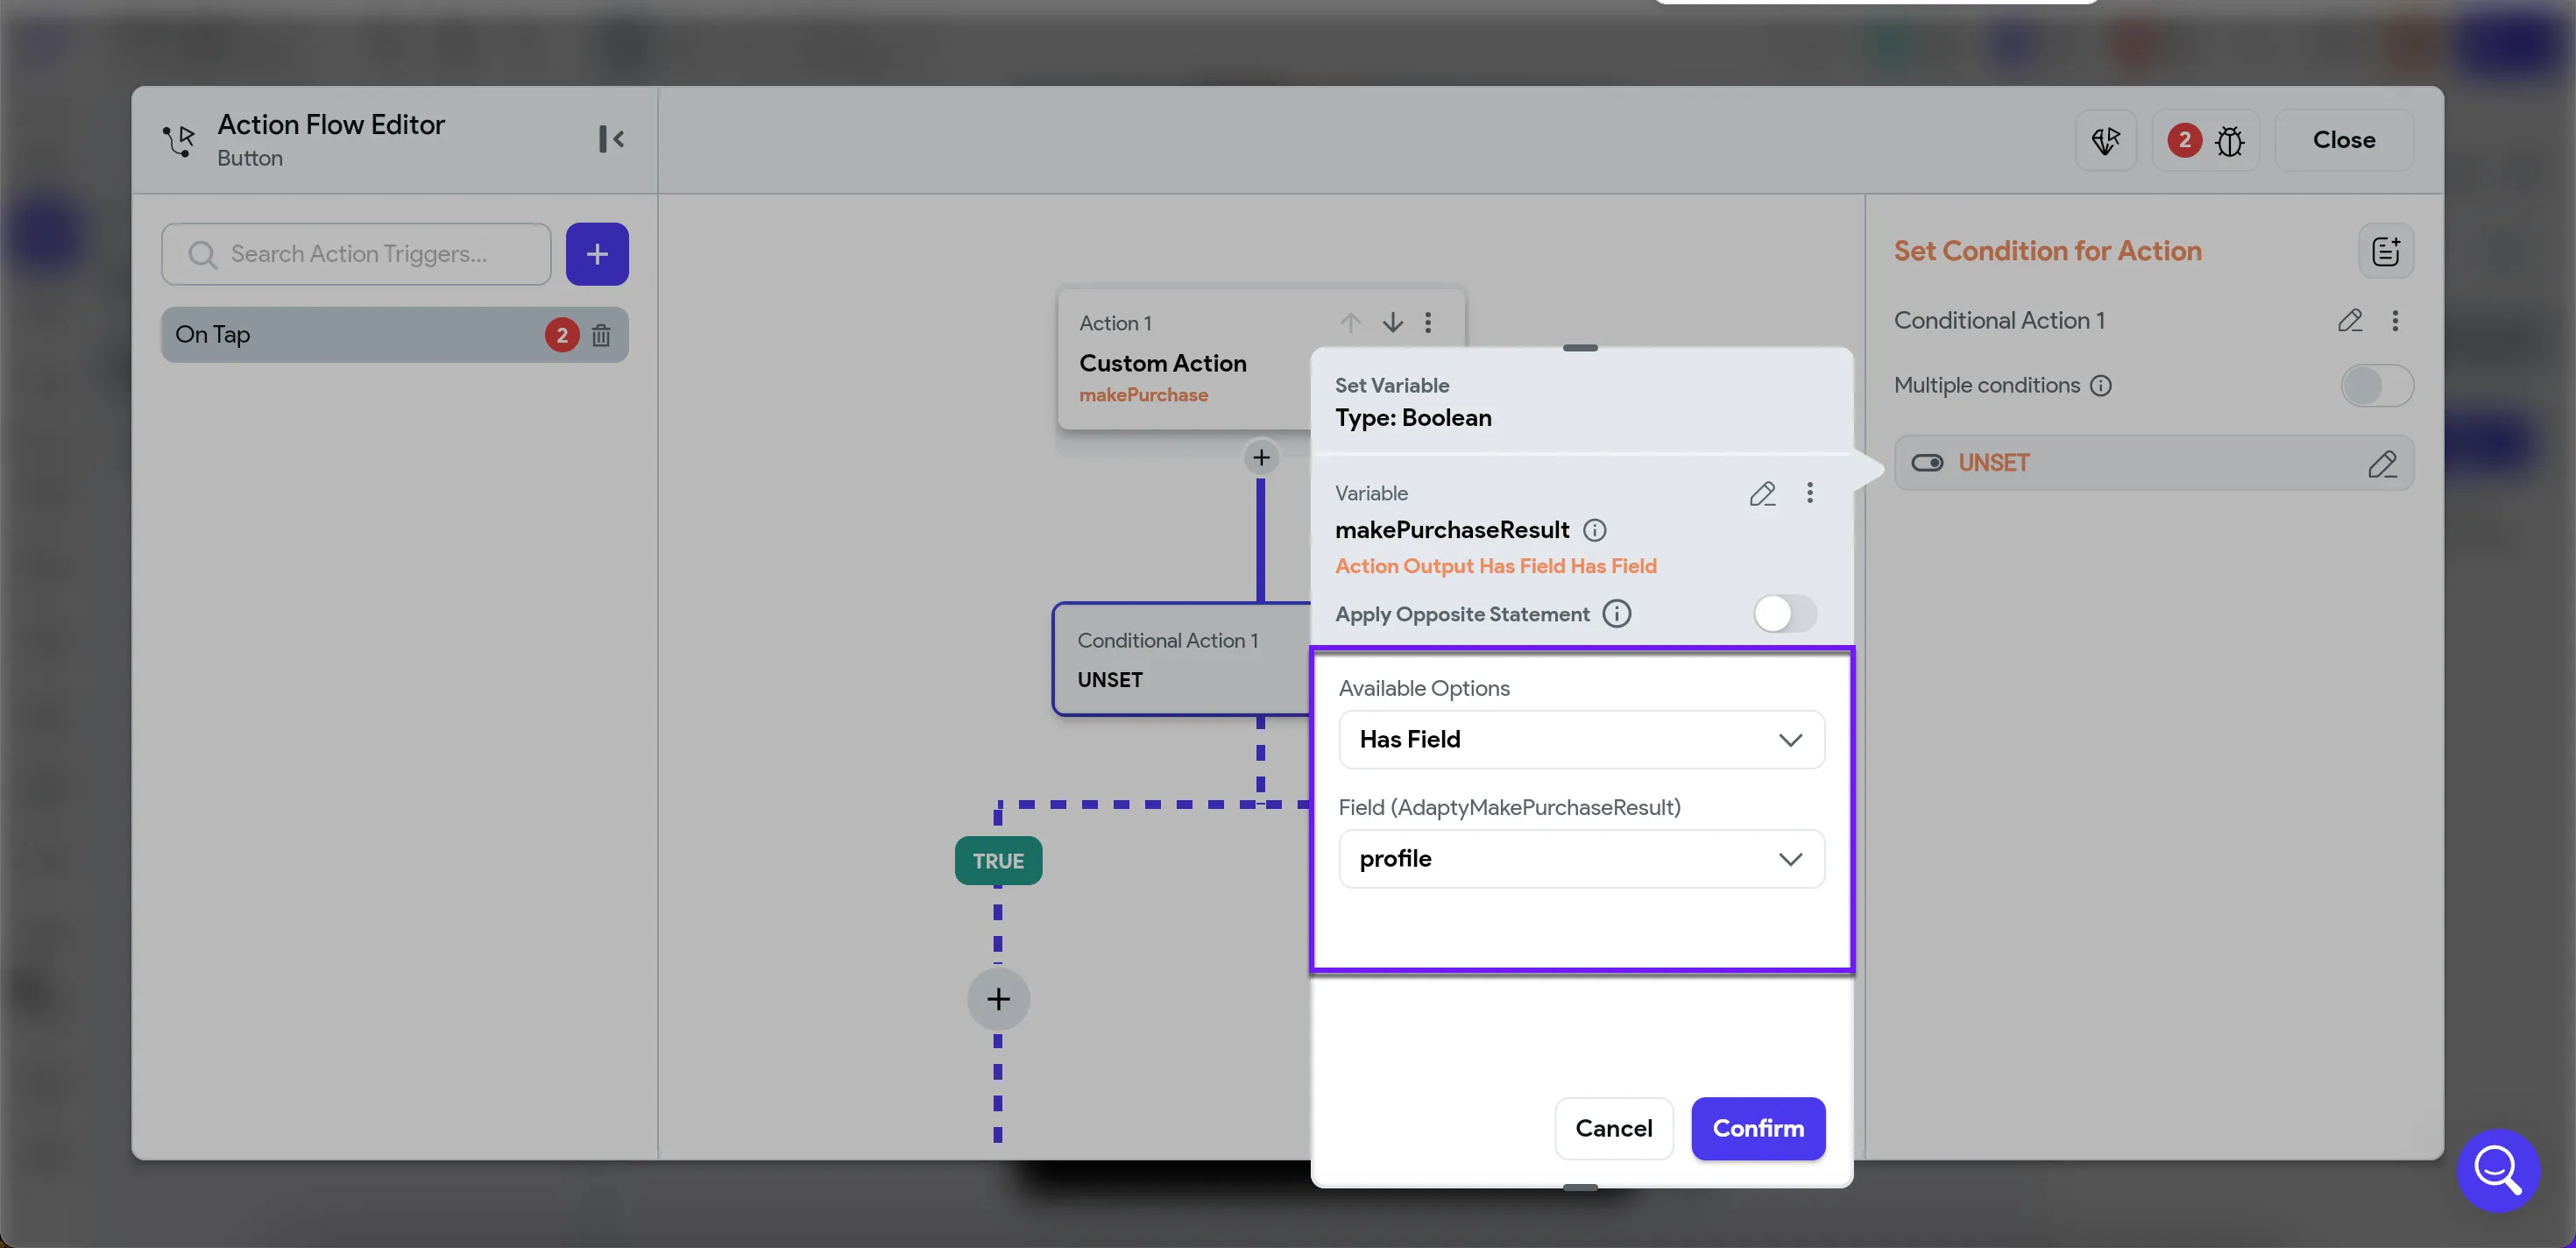 Action Flow Editor
Button
2
Close
Search Action Triggers...
On Tap
2
Action 1
Custom Action
makePurchase
Conditional Action 1
UNSET
TRUE
Set Variable
Type: Boolean
Variable
makePurchaseResult
Action Output Has Field Has Field
Apply Opposite Statement
Available Options
Has Field
Field (AdaptyMakePurchaseResult)
profile
Cancel
Confirm
Set Condition for Action
Conditional Action 1
Multiple conditions
UNSET